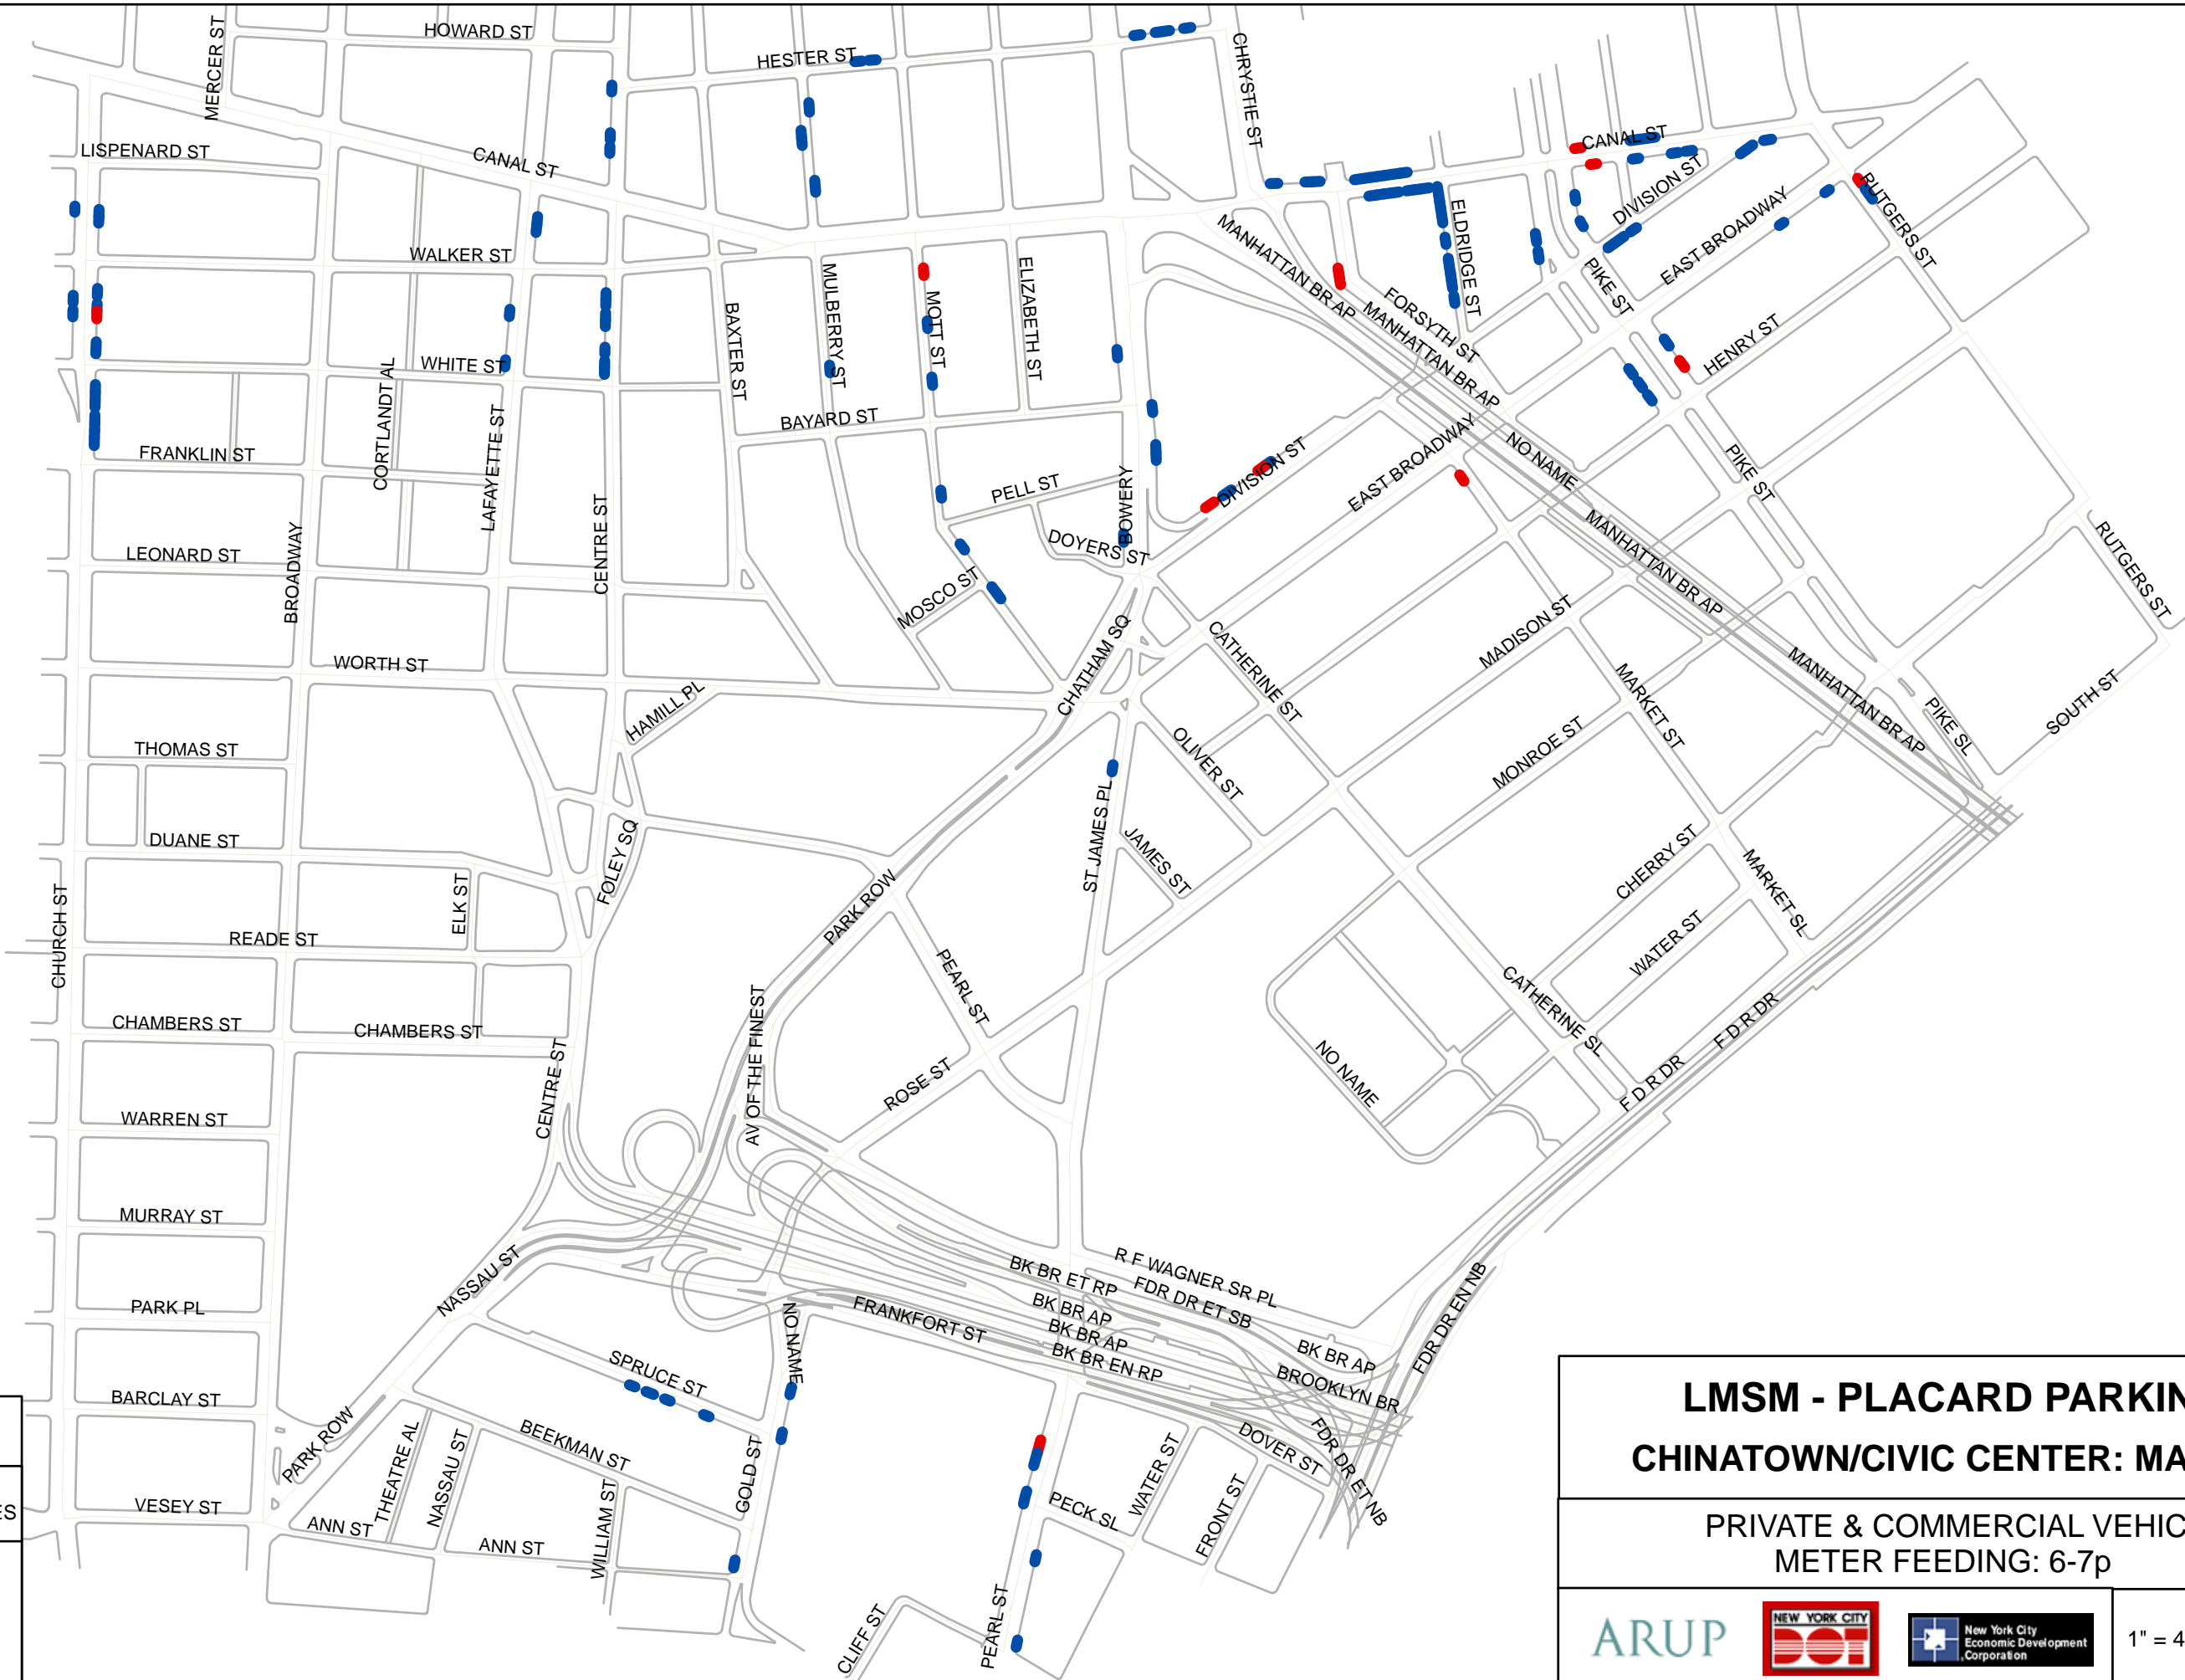 HOWARD ST
MERCER ST
HESTER ST
CHRYSTIE ST
LISPENARD ST
CANAL ST
CANAL ST
WALKER ST
DIVISION ST
RUTGERS ST
ELDRIDGE ST
EAST BROADWAY
MANHATTAN BR AP
MULBERRY ST
MOTT ST
ELIZABETH ST
BAXTER ST
PIKE ST
FORSYTH ST
MANHATTAN BR AP
HENRY ST
CORTLANDT AL
WHITE ST
BAYARD ST
FRANKLIN ST
LAFAYETTE ST
CENTRE ST
PELL ST
BOWERY
DIVISION ST
EAST BROADWAY
NO NAME
PIKE ST
BROADWAY
LEONARD ST
DOYERS ST
MANHATTAN BR AP
RUTGERS ST
MOSCO ST
CHATHAM SQ
CATHERINE ST
MADISON ST
WORTH ST
HAMILL PL
MARKET ST
MANHATTAN BR AP
PIKE SL
SOUTH ST
THOMAS ST
OLIVER ST
MONROE ST
DUANE ST
FOLEY SQ
ST JAMES PL
JAMES ST
CHERRY ST
MARKET SL
CHURCH ST
ELK ST
READE ST
PARK ROW
PEARL ST
WATER ST
CATHERINE SL
CHAMBERS ST
CHAMBERS ST
AV OF THE FINEST
F D R DR
F D R DR
CENTRE ST
ROSE ST
NO NAME
WARREN ST
MURRAY ST
NASSAU ST
R F WAGNER SR PL
BK BR ET RP
FDR DR ET SB
BK BR AP
BK BR AP
BK BR EN RP
BK BR AP
BROOKLYN BR
FDR DR EN NB
PARK PL
NO NAME
FRANKFORT ST
SPRUCE ST
BARCLAY ST
PARK ROW
THEATRE AL
NASSAU ST
BEEKMAN ST
GOLD ST
WATER ST
DOVER ST
FDR DR ET NB
FRONT ST
PECK SL
VESEY ST
ANN ST
ANN ST
WILLIAM ST
CLIFF ST
PEARL ST
ES
LMSM - PLACARD PARKIN
CHINATOWN/CIVIC CENTER: MA
PRIVATE & COMMERCIAL VEHIC
METER FEEDING: 6-7p
ARUP
NEW YORK CITY
DOT
New York City
Economic Development
Corporation
1" = 4